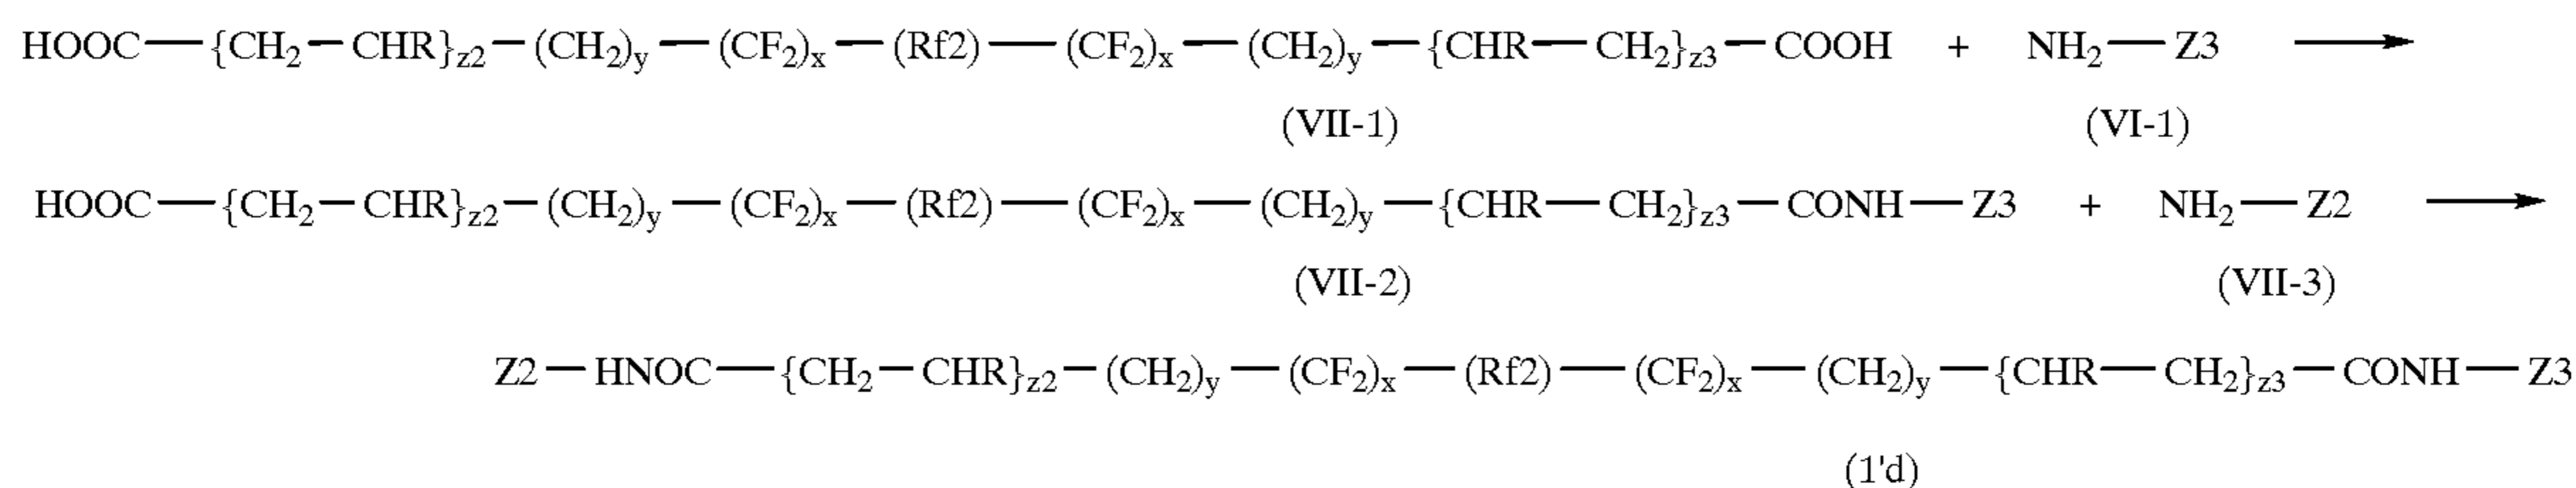 HOOC—{CH₂—CHR}z2—(CH₂)y—(CF₂)x—(Rf2)—(CF₂)x—(CH₂)y—{CHR—CH₂}z3—COOH + NH₂—Z3 →
(VII-1) (VI-1)
HOOC—{CH₂—CHR}z2—(CH₂)y—(CF₂)x—(Rf2)—(CF₂)x—(CH₂)y—{CHR—CH₂}z3—CONH—Z3 + NH₂—Z2 →
(VII-2) (VII-3)
Z2—HNOC—{CH₂—CHR}z2—(CH₂)y—(CF₂)x—(Rf2)—(CF₂)x—(CH₂)y—{CHR—CH₂}z3—CONH—Z3
(1'd)